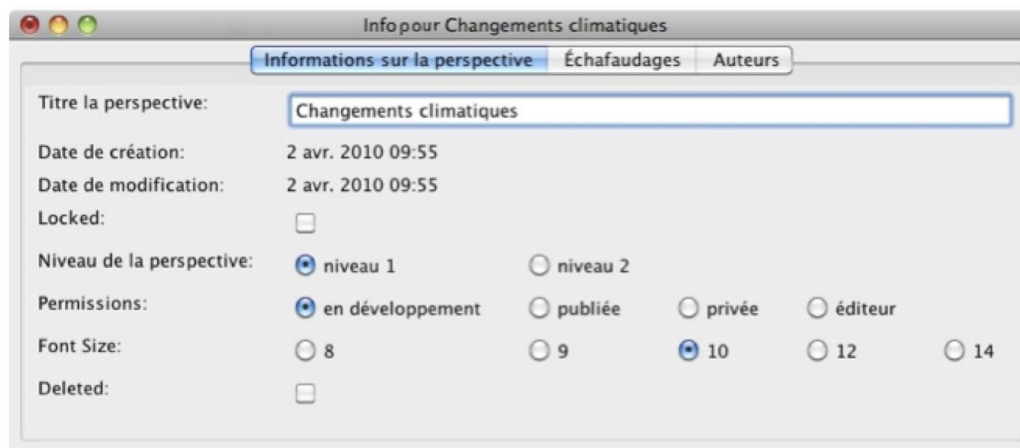 Info pour Changements climatiques
Informations sur la perspective Échafaudages Auteurs
Titre la perspective: Changements climatiques
Date de création: 2 avr. 2010 09:55
Date de modification: 2 avr. 2010 09:55
Locked:
Niveau de la perspective: niveau 1 niveau 2
Permissions: en développement publiée privée éditeur
Font Size: 8 9 10 12 14
Deleted: